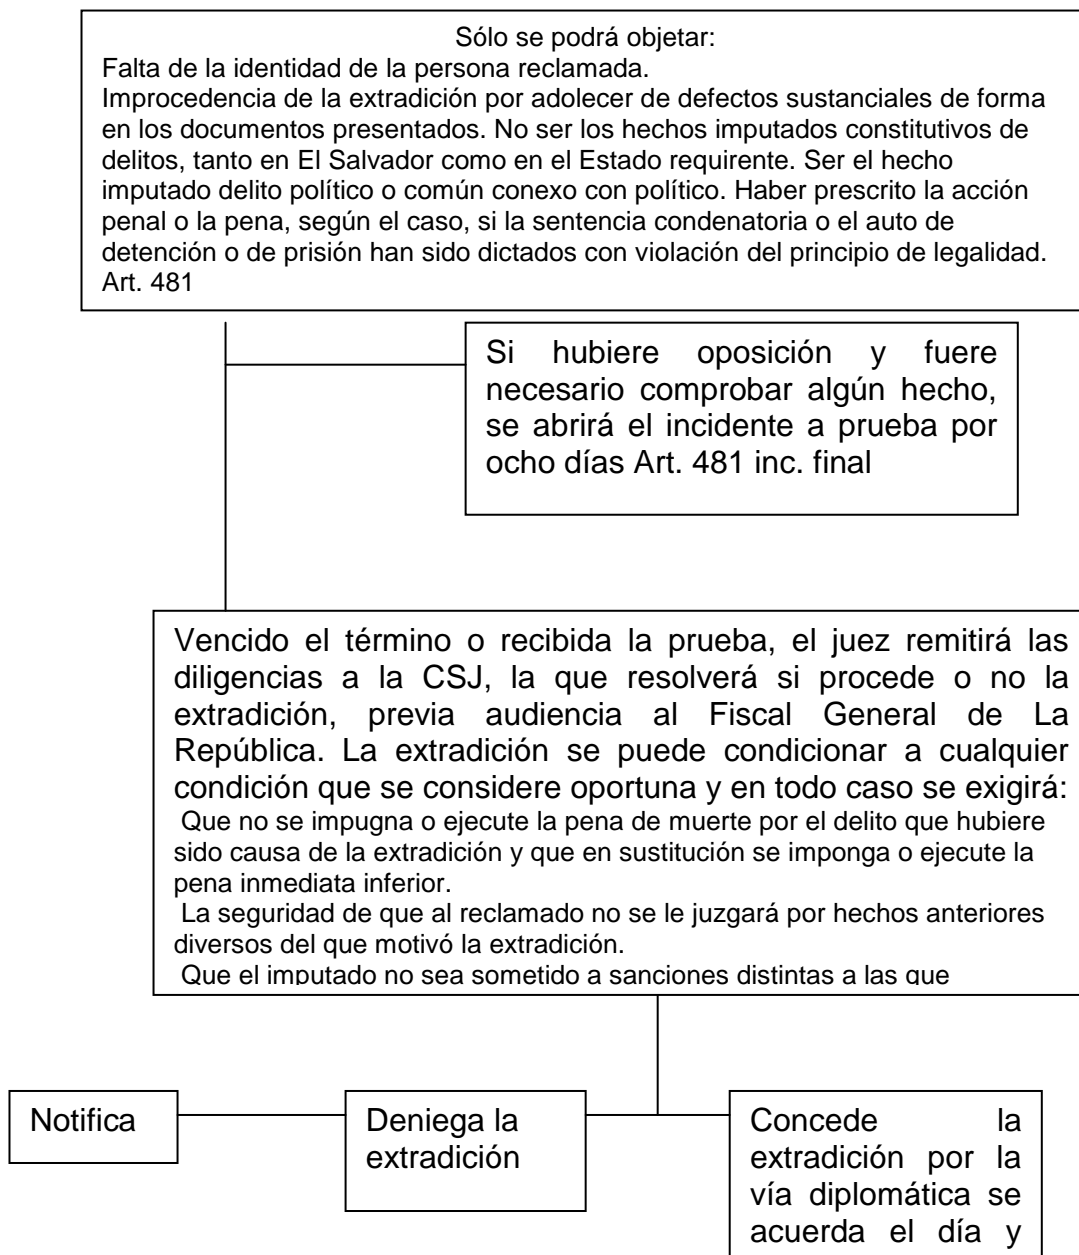 Sólo se podrá objetar:
Falta de la identidad de la persona reclamada.
Improcedencia de la extradición por adolecer de defectos sustanciales de forma
en los documentos presentados. No ser los hechos imputados constitutivos de
delitos, tanto en El Salvador como en el Estado requirente. Ser el hecho
imputado delito político o común conexo con político. Haber prescrito la acción
penal o la pena, según el caso, si la sentencia condenatoria o el auto de
detención o de prisión han sido dictados con violación del principio de legalidad.
Art. 481
Si hubiere oposición y fuere
necesario comprobar algún hecho,
se abrirá el incidente a prueba por
ocho días Art. 481 inc. final
Vencido el término o recibida la prueba, el juez remitirá las
diligencias a la CSJ, la que resolverá si procede o no la
extradición, previa audiencia al Fiscal General de La
República. La extradición se puede condicionar a cualquier
condición que se considere oportuna y en todo caso se exigirá:
Que no se impugna o ejecute la pena de muerte por el delito que hubiere
sido causa de la extradición y que en sustitución se imponga o ejecute la
pena inmediata inferior.
La seguridad de que al reclamado no se le juzgará por hechos anteriores
diversos del que motivó la extradición.
Que el imputado no sea sometido a sanciones distintas a las que
Notifica
Deniega la
extradición
Concede la
extradición por la
vía diplomática se
acuerda el día y